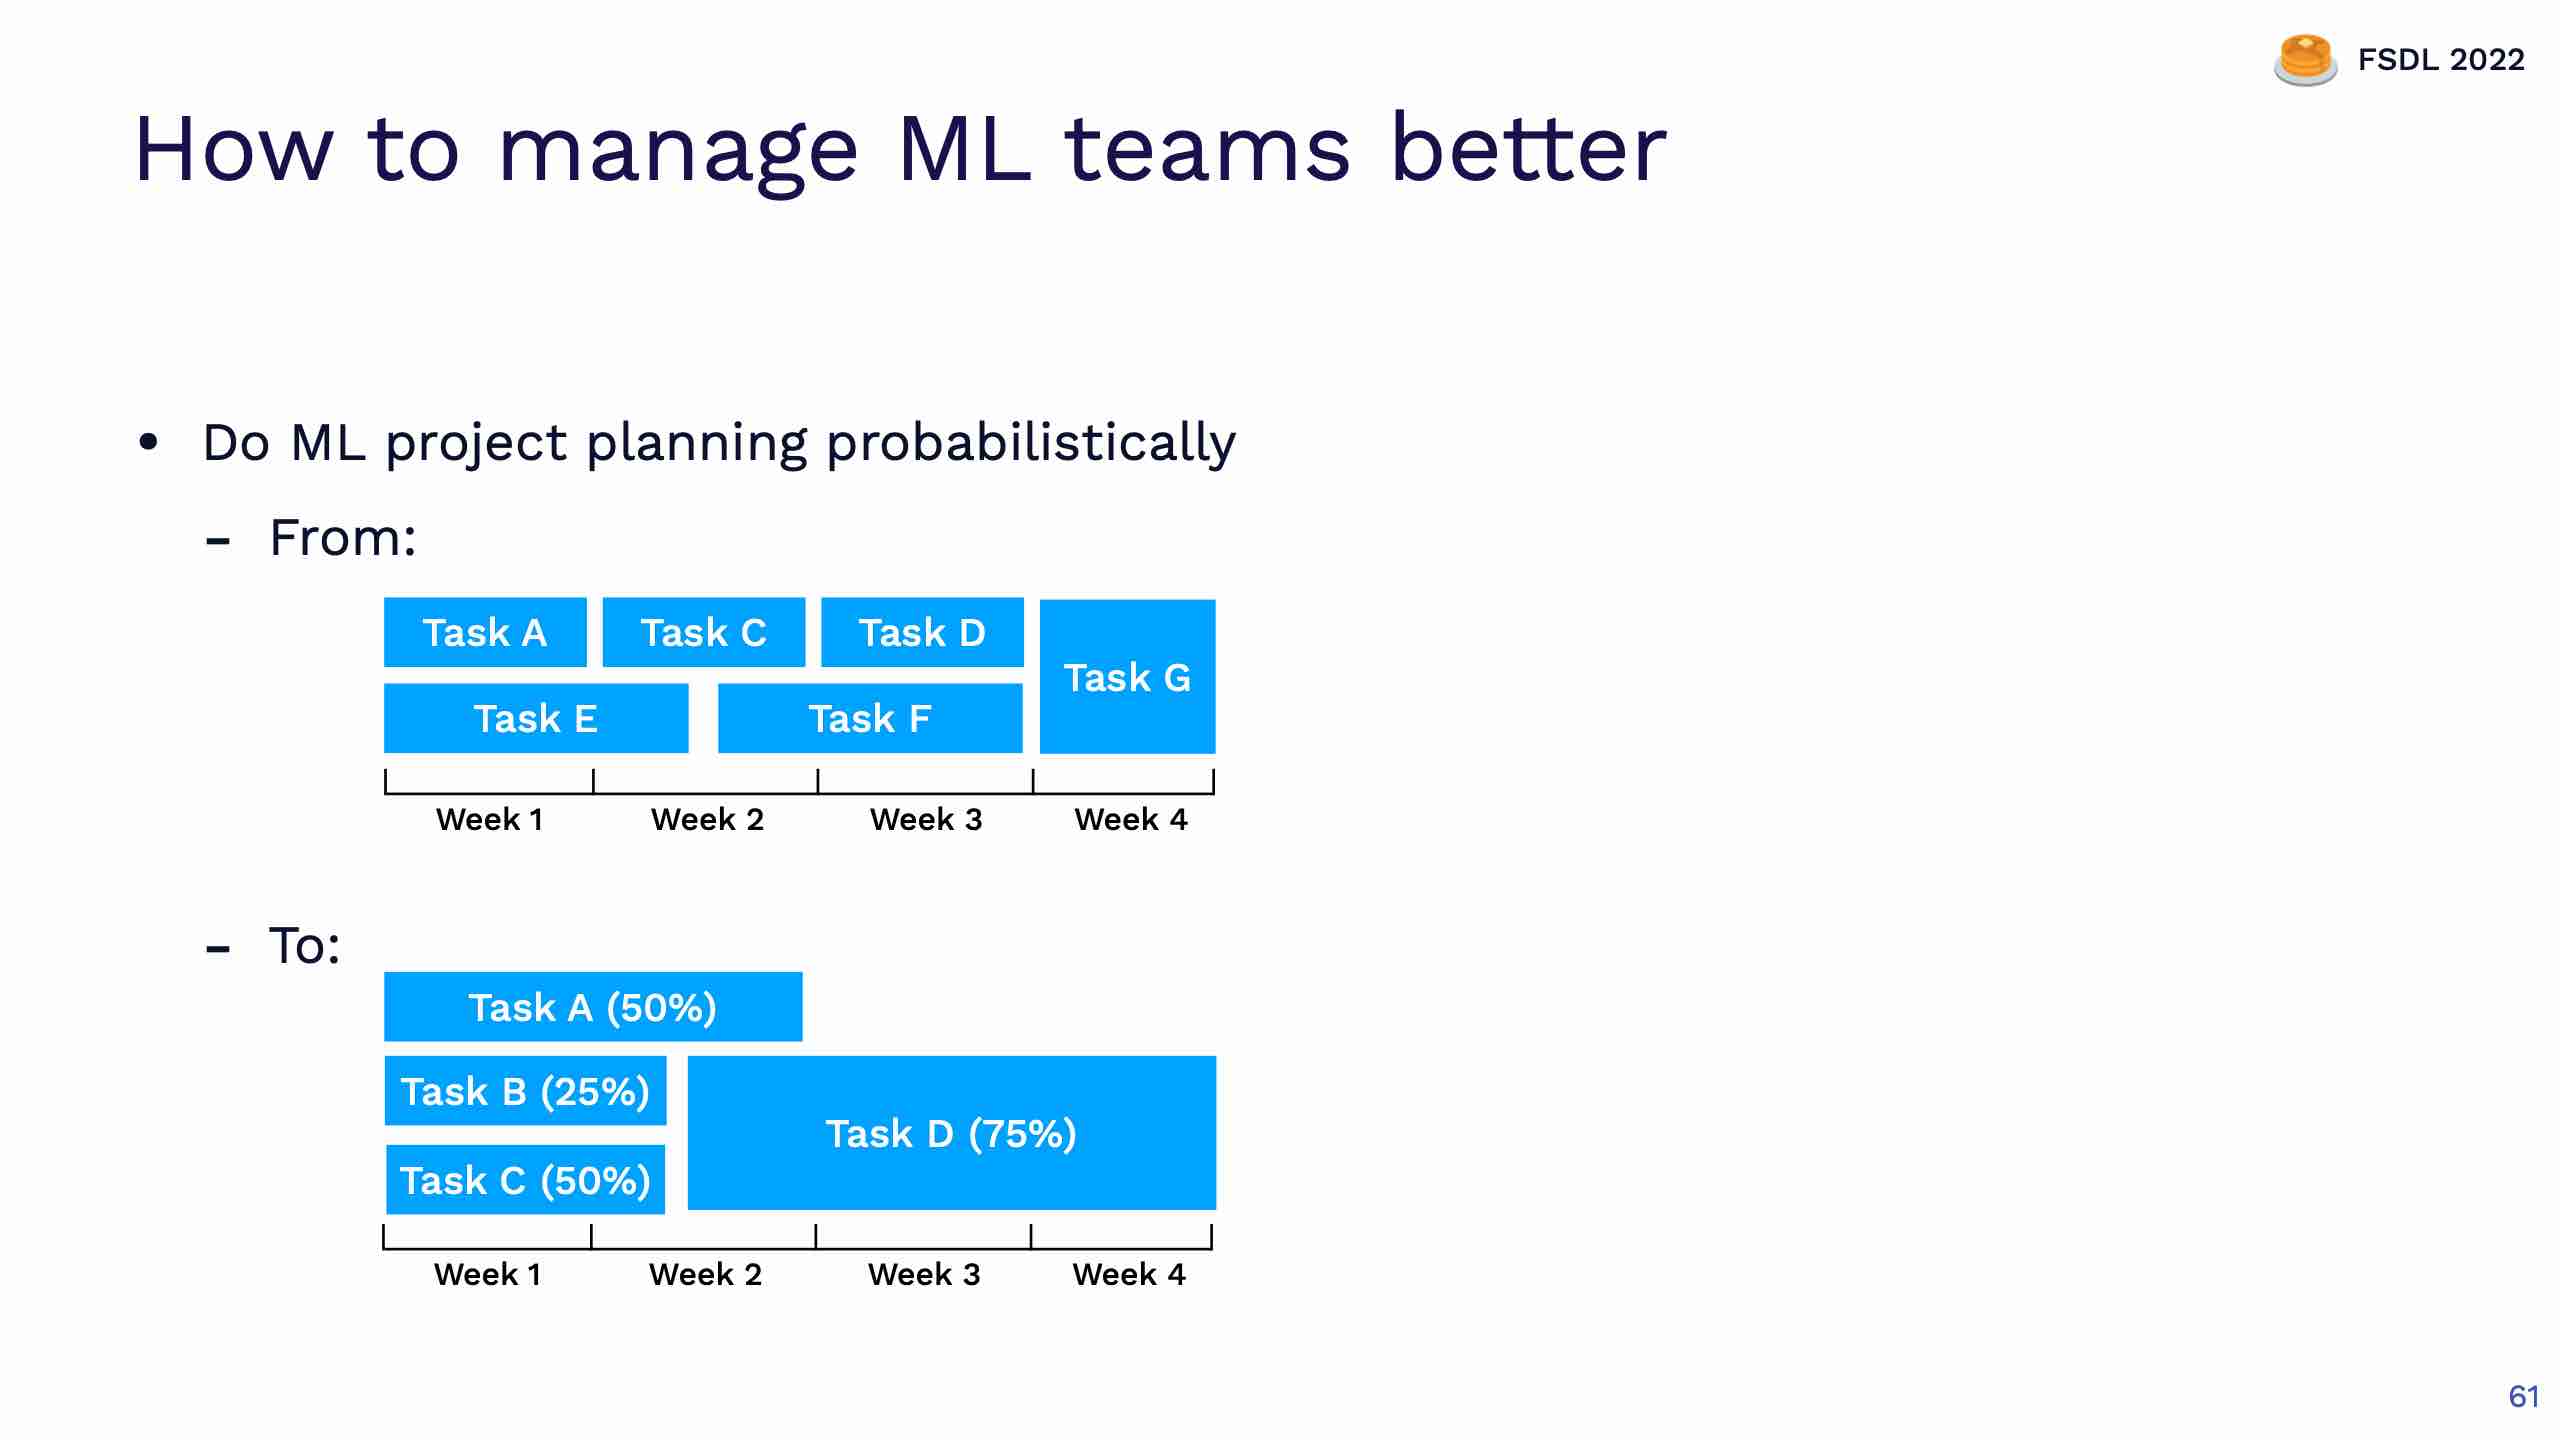 FSDL 2022
How to manage ML teams better
• Do ML project planning probabilistically
- From:
Task A Task C Task D
Task G
Task E Task F
Week 1 Week 2 Week 3 Week 4
- To:
Task A (50%)
Task B (25%)
Task D (75%)
Task C (50%)
Week 1 Week 2 Week 3 Week 4
61